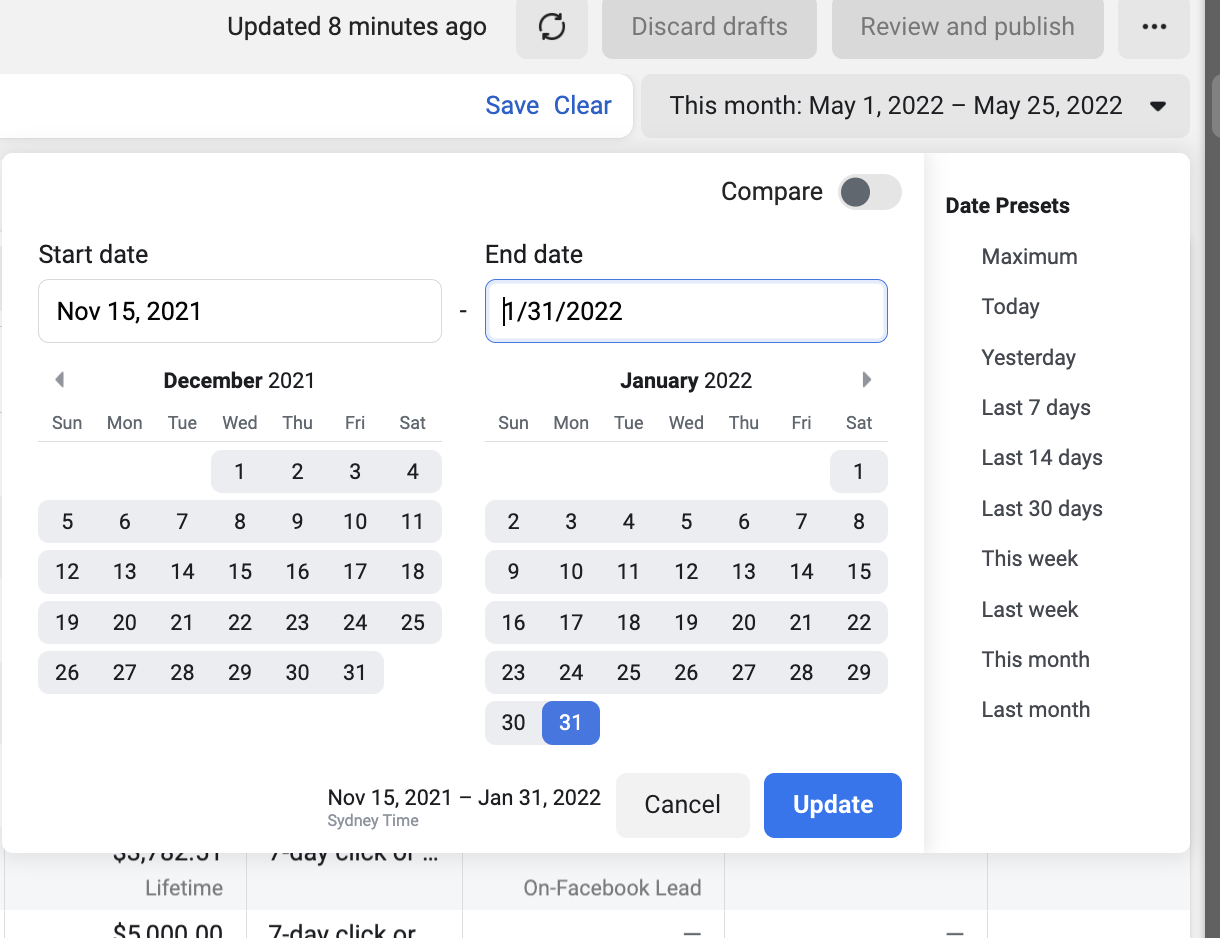 Updated 8 minutes ago
Discard drafts
Review and publish
Save Clear
This month: May 1, 2022 – May 25, 2022
Compare
Start date
End date
Nov 15, 2021
-
1/31/2022
December 2021
Sun Mon Tue Wed Thu Fri Sat
1 2 3 4
5 6 7 8 9 10 11
12 13 14 15 16 17 18
19 20 21 22 23 24 25
26 27 28 29 30 31
January 2022
Sun Mon Tue Wed Thu Fri Sat
1
2 3 4 5 6 7 8
9 10 11 12 13 14 15
16 17 18 19 20 21 22
23 24 25 26 27 28 29
30 31
Nov 15, 2021 – Jan 31, 2022
Sydney Time
Cancel
Update
Date Presets
Maximum
Today
Yesterday
Last 7 days
Last 14 days
Last 30 days
This week
Last week
This month
Last month
7-day click or ...
Lifetime
On-Facebook Lead
$5,000.00
7-day click or
—
—